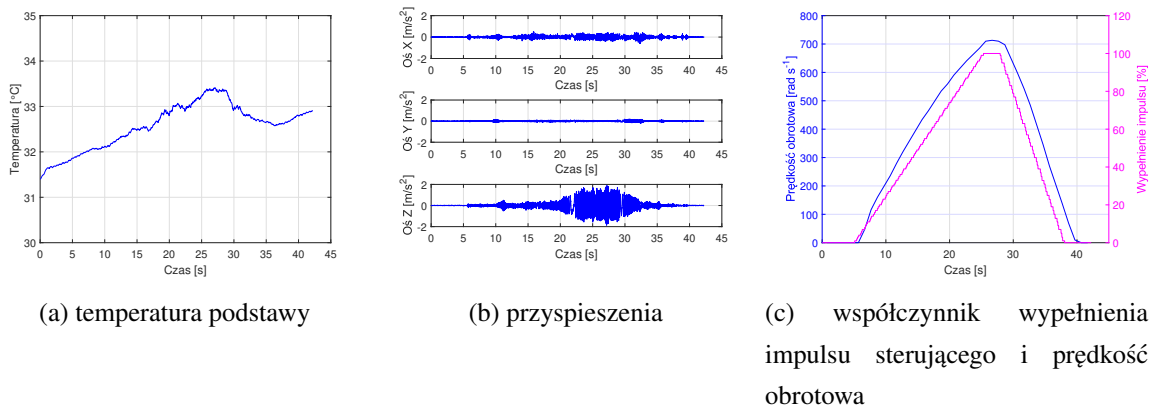 35
34
33
32
31
30
Temperatura [°C]
0 5 10 15 20 25 30 35 40 45
Czas [s]
(a) temperatura podstawy
2
0
-2
Oś X [m/s²]
0 5 10 15 20 25 30 35 40 45
Czas [s]
2
0
-2
Oś Y [m/s²]
0 5 10 15 20 25 30 35 40 45
Czas [s]
2
0
-2
Oś Z [m/s²]
0 5 10 15 20 25 30 35 40 45
Czas [s]
(b) przyspieszenia
800
700
600
500
400
300
200
100
0
Prędkość obrotowa [rad s⁻¹]
0 10 20 30 40
Czas [s]
120
100
80
60
40
20
0
Wypełnienie impulsu [%]
(c) współczynnik wypełnienia
impulsu sterującego i prędkość
obrotowa